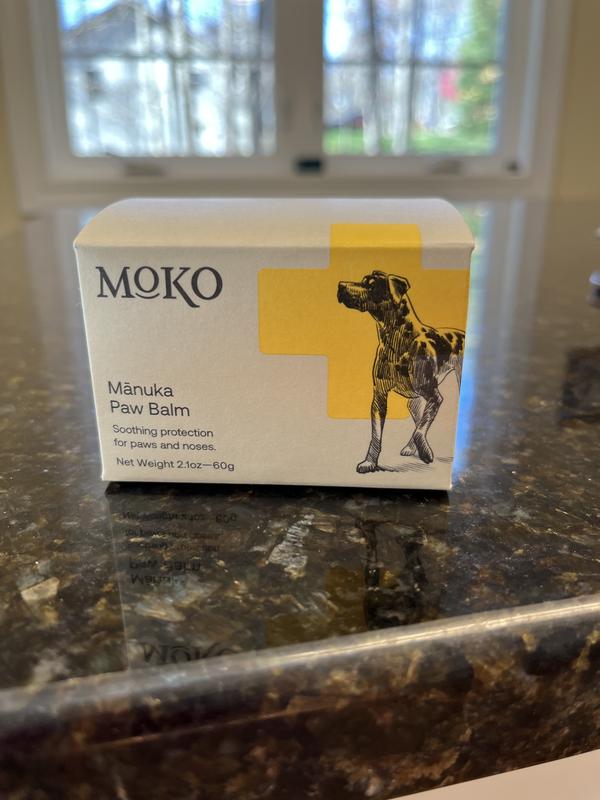 MOKO
Mānuka
Paw Balm
Soothing protection
for paws and noses.
Net Weight 2.1oz—60g